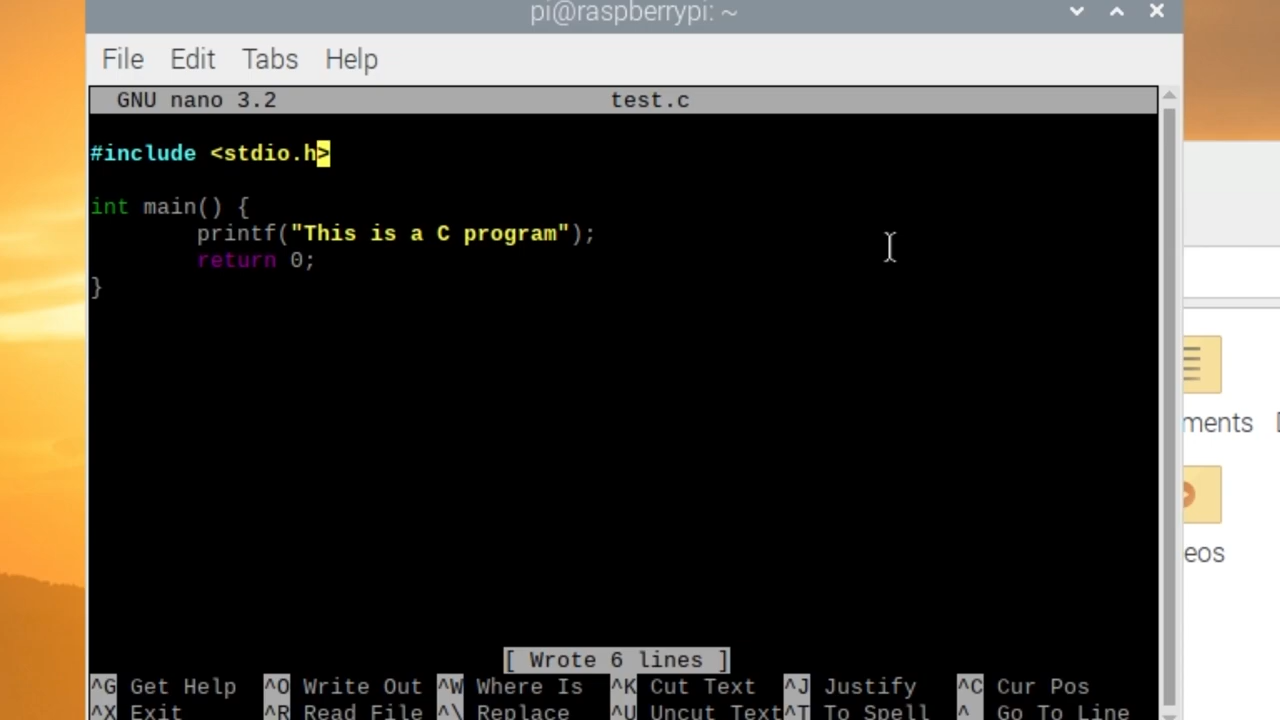 pi@raspberrypi: ~
File Edit Tabs Help
GNU nano 3.2 test.c
#include <stdio.h>
int main() {
printf("This is a C program");
return 0;
}
ments
eos
[ Wrote 6 lines ]
^G Get Help ^O Write Out ^W Where Is ^K Cut Text ^J Justify ^C Cur Pos
^X Exit ^R Read File ^\ Replace ^U Uncut Text ^T To Spell ^_ Go To Line